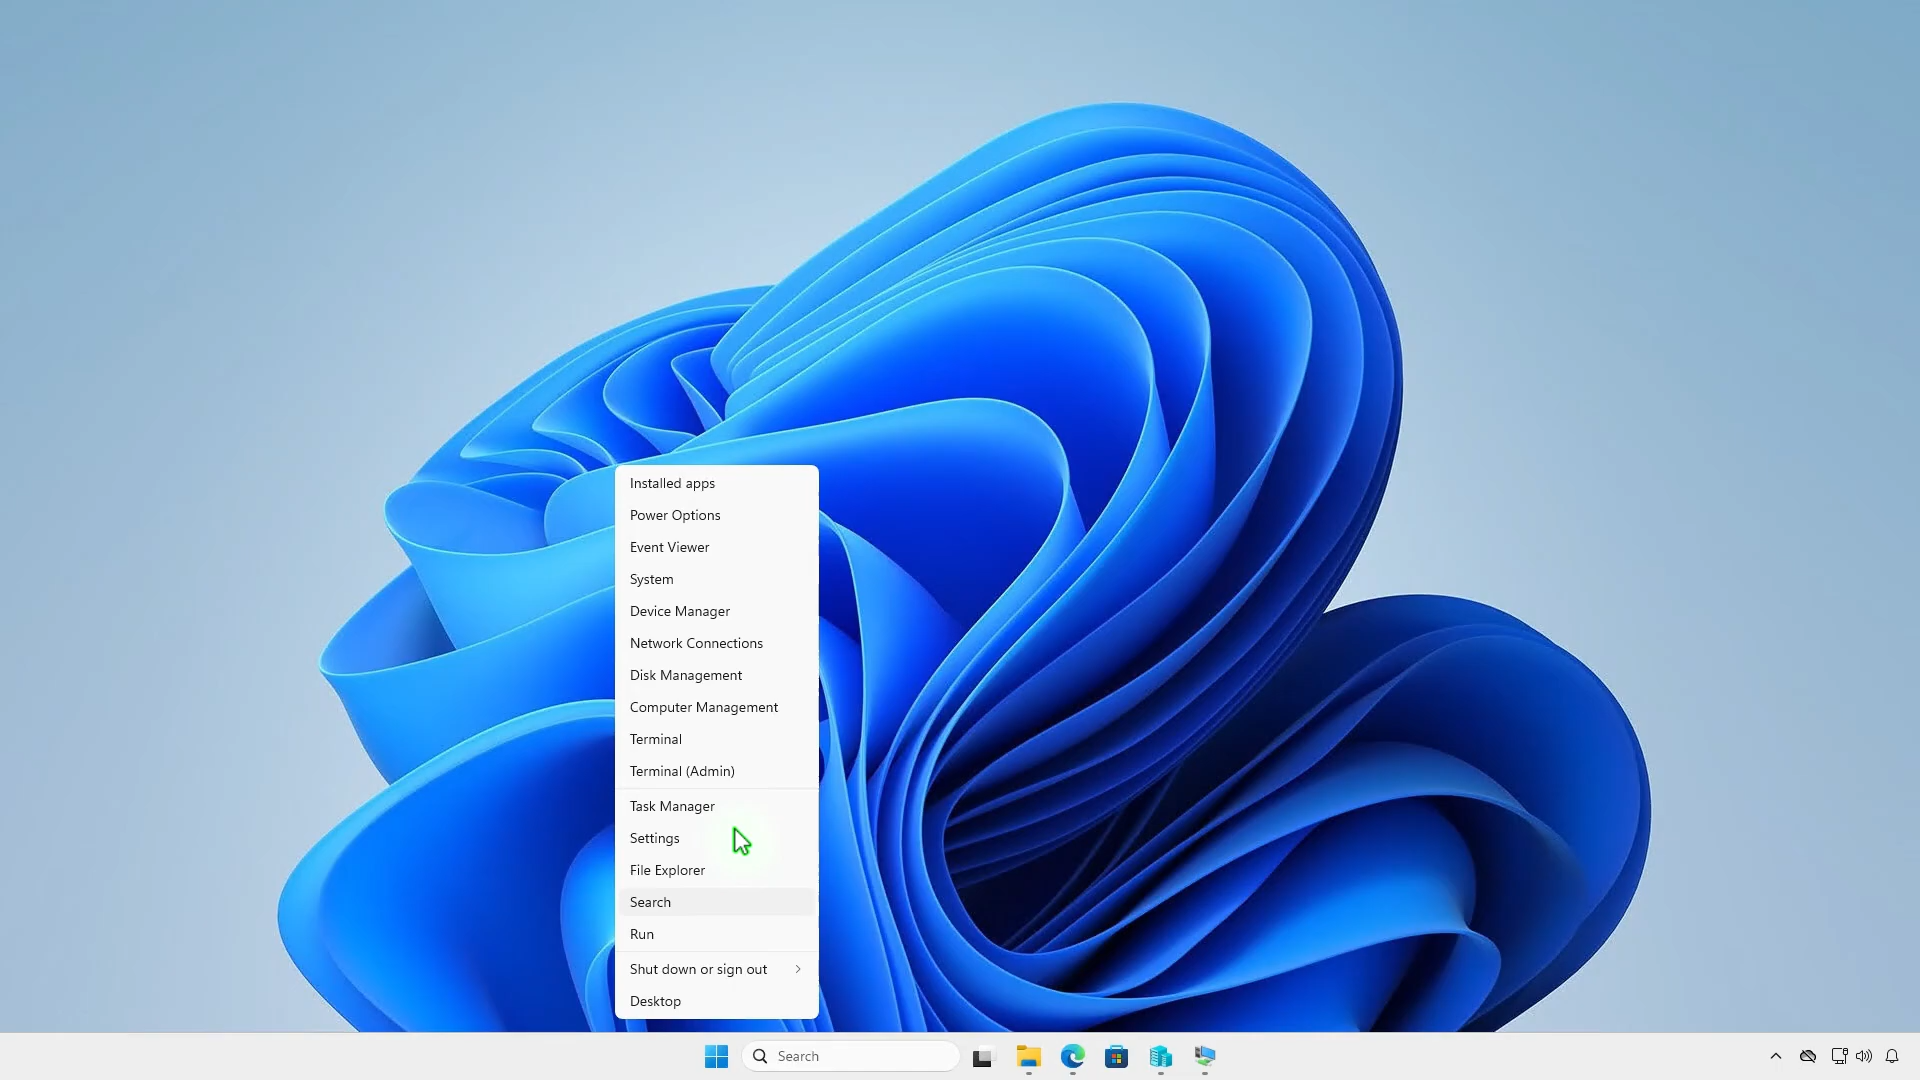 Installed apps
Power Options
Event Viewer
System
Device Manager
Network Connections
Disk Management
Computer Management
Terminal
Terminal (Admin)
Task Manager
Settings
File Explorer
Search
Run
Shut down or sign out
Desktop
Search